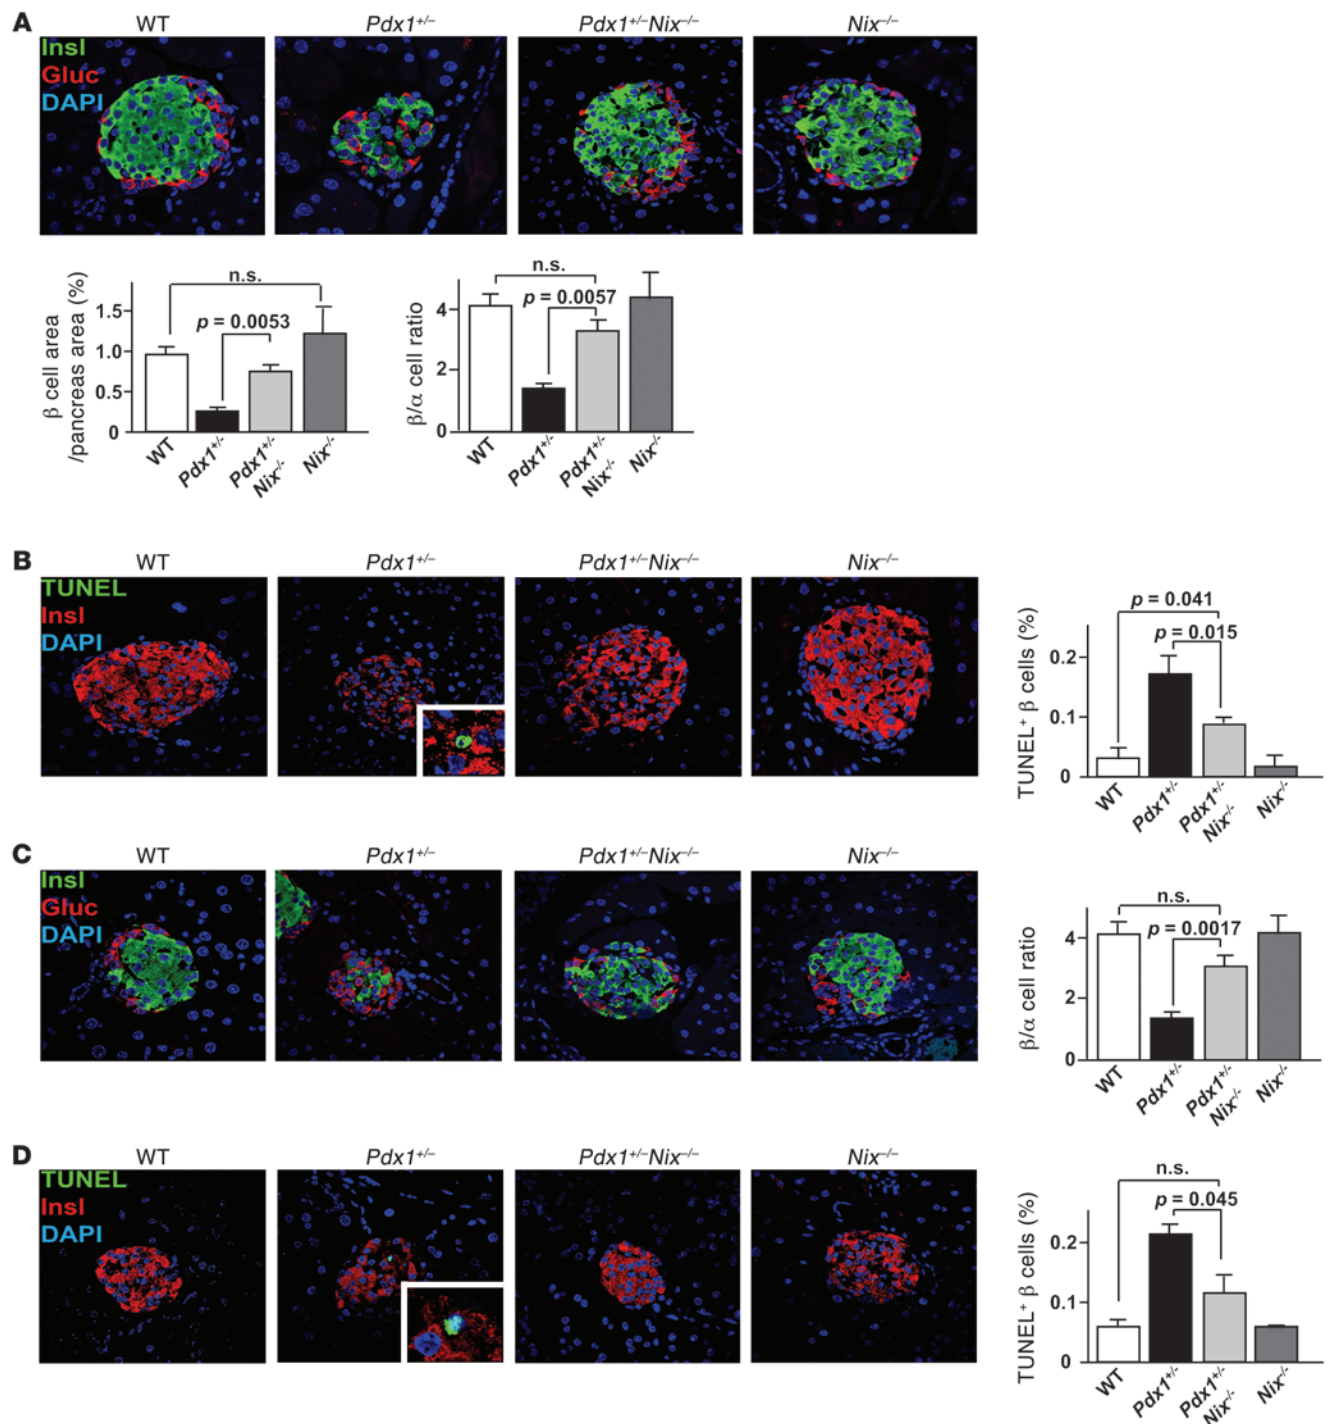 A
WT
Pdx1+/–
Pdx1+/–Nix–/–
Nix–/–
Insl
Gluc
DAPI
β cell area
/pancreas area (%)
1.5
1.0
0.5
0
n.s.
p = 0.0053
WT
Pdx1+/-
Pdx1+/-
Nix-/-
Nix-/-
β/α cell ratio
4
2
0
n.s.
p = 0.0057
WT
Pdx1+/-
Pdx1+/-
Nix-/-
Nix-/-
B
WT
Pdx1+/–
Pdx1+/–Nix–/–
Nix–/–
TUNEL
Insl
DAPI
TUNEL+ β cells (%)
0.2
0.1
0
p = 0.041
p = 0.015
WT
Pdx1+/-
Pdx1+/-
Nix-/-
Nix-/-
C
WT
Pdx1+/–
Pdx1+/–Nix–/–
Nix–/–
Insl
Gluc
DAPI
β/α cell ratio
4
2
0
n.s.
p = 0.0017
WT
Pdx1+/-
Pdx1+/-
Nix-/-
Nix-/-
D
WT
Pdx1+/–
Pdx1+/–Nix–/–
Nix–/–
TUNEL
Insl
DAPI
TUNEL+ β cells (%)
0.2
0.1
0
n.s.
p = 0.045
WT
Pdx1+/-
Pdx1+/-
Nix-/-
Nix-/-